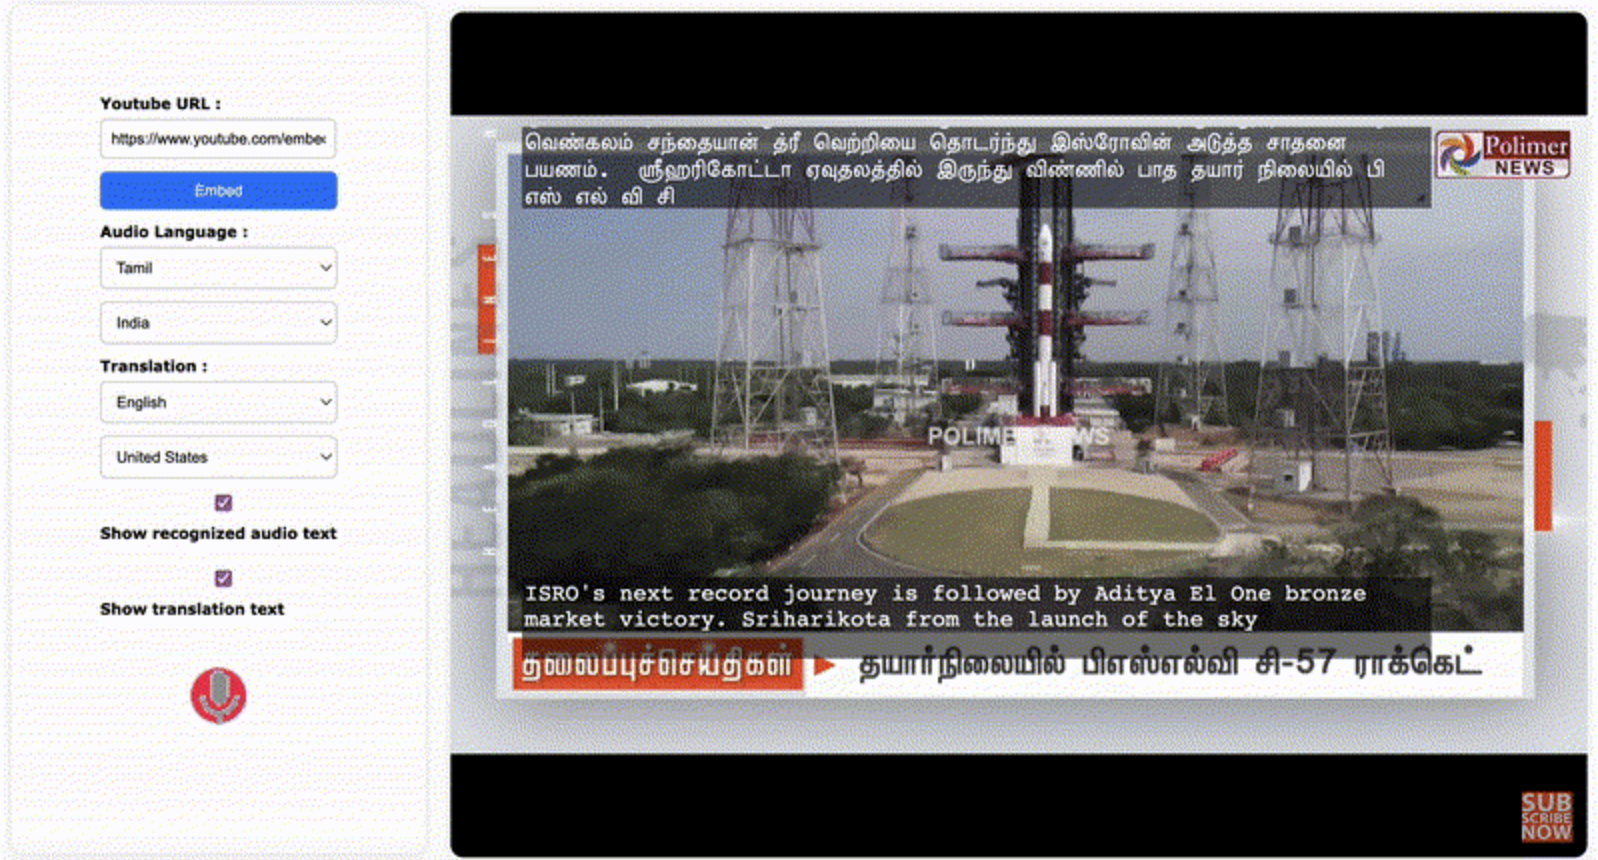 Youtube URL :
https://www.youtube.com/embe
Embed
Audio Language :
Tamil
India
Translation :
English
United States
Show recognized audio text
Show translation text
வெண்கலம் சந்தையான் த்ரீ வெற்றியை தொடர்ந்து இஸ்ரோவின் அடுத்த சாதனை
பயணம். ஸ்ரீஹரிகோட்டா ஏவுதலத்தில் இருந்து விண்ணில் பாத தயார் நிலையில் பி
எஸ் எல் வி சி
Polimer
NEWS
ISRO's next record journey is followed by Aditya El One bronze
market victory. Sriharikota from the launch of the sky
தலைப்புச்செய்திகள்
தயார்நிலையில் பிஎஸ்எல்வி சி-57 ராக்கெட்
SUB
SCRIBE
NOW